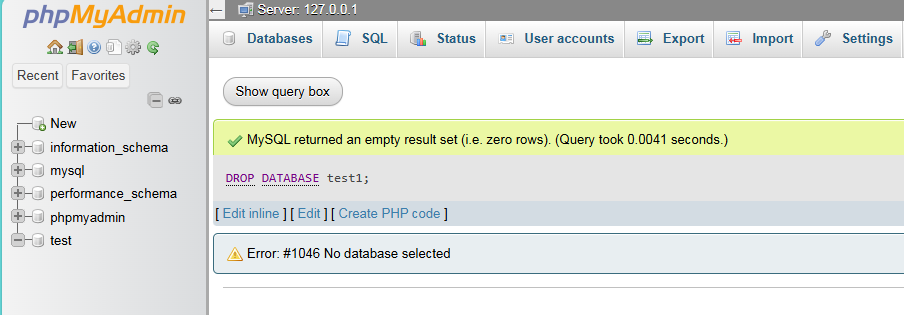 phpMyAdmin
Recent Favorites
New
information_schema
mysql
performance_schema
phpmyadmin
test
Server: 127.0.0.1
Databases SQL Status User accounts Export Import Settings
Show query box
MySQL returned an empty result set (i.e. zero rows). (Query took 0.0041 seconds.)
DROP DATABASE test1;
[ Edit inline ] [ Edit ] [ Create PHP code ]
Error: #1046 No database selected